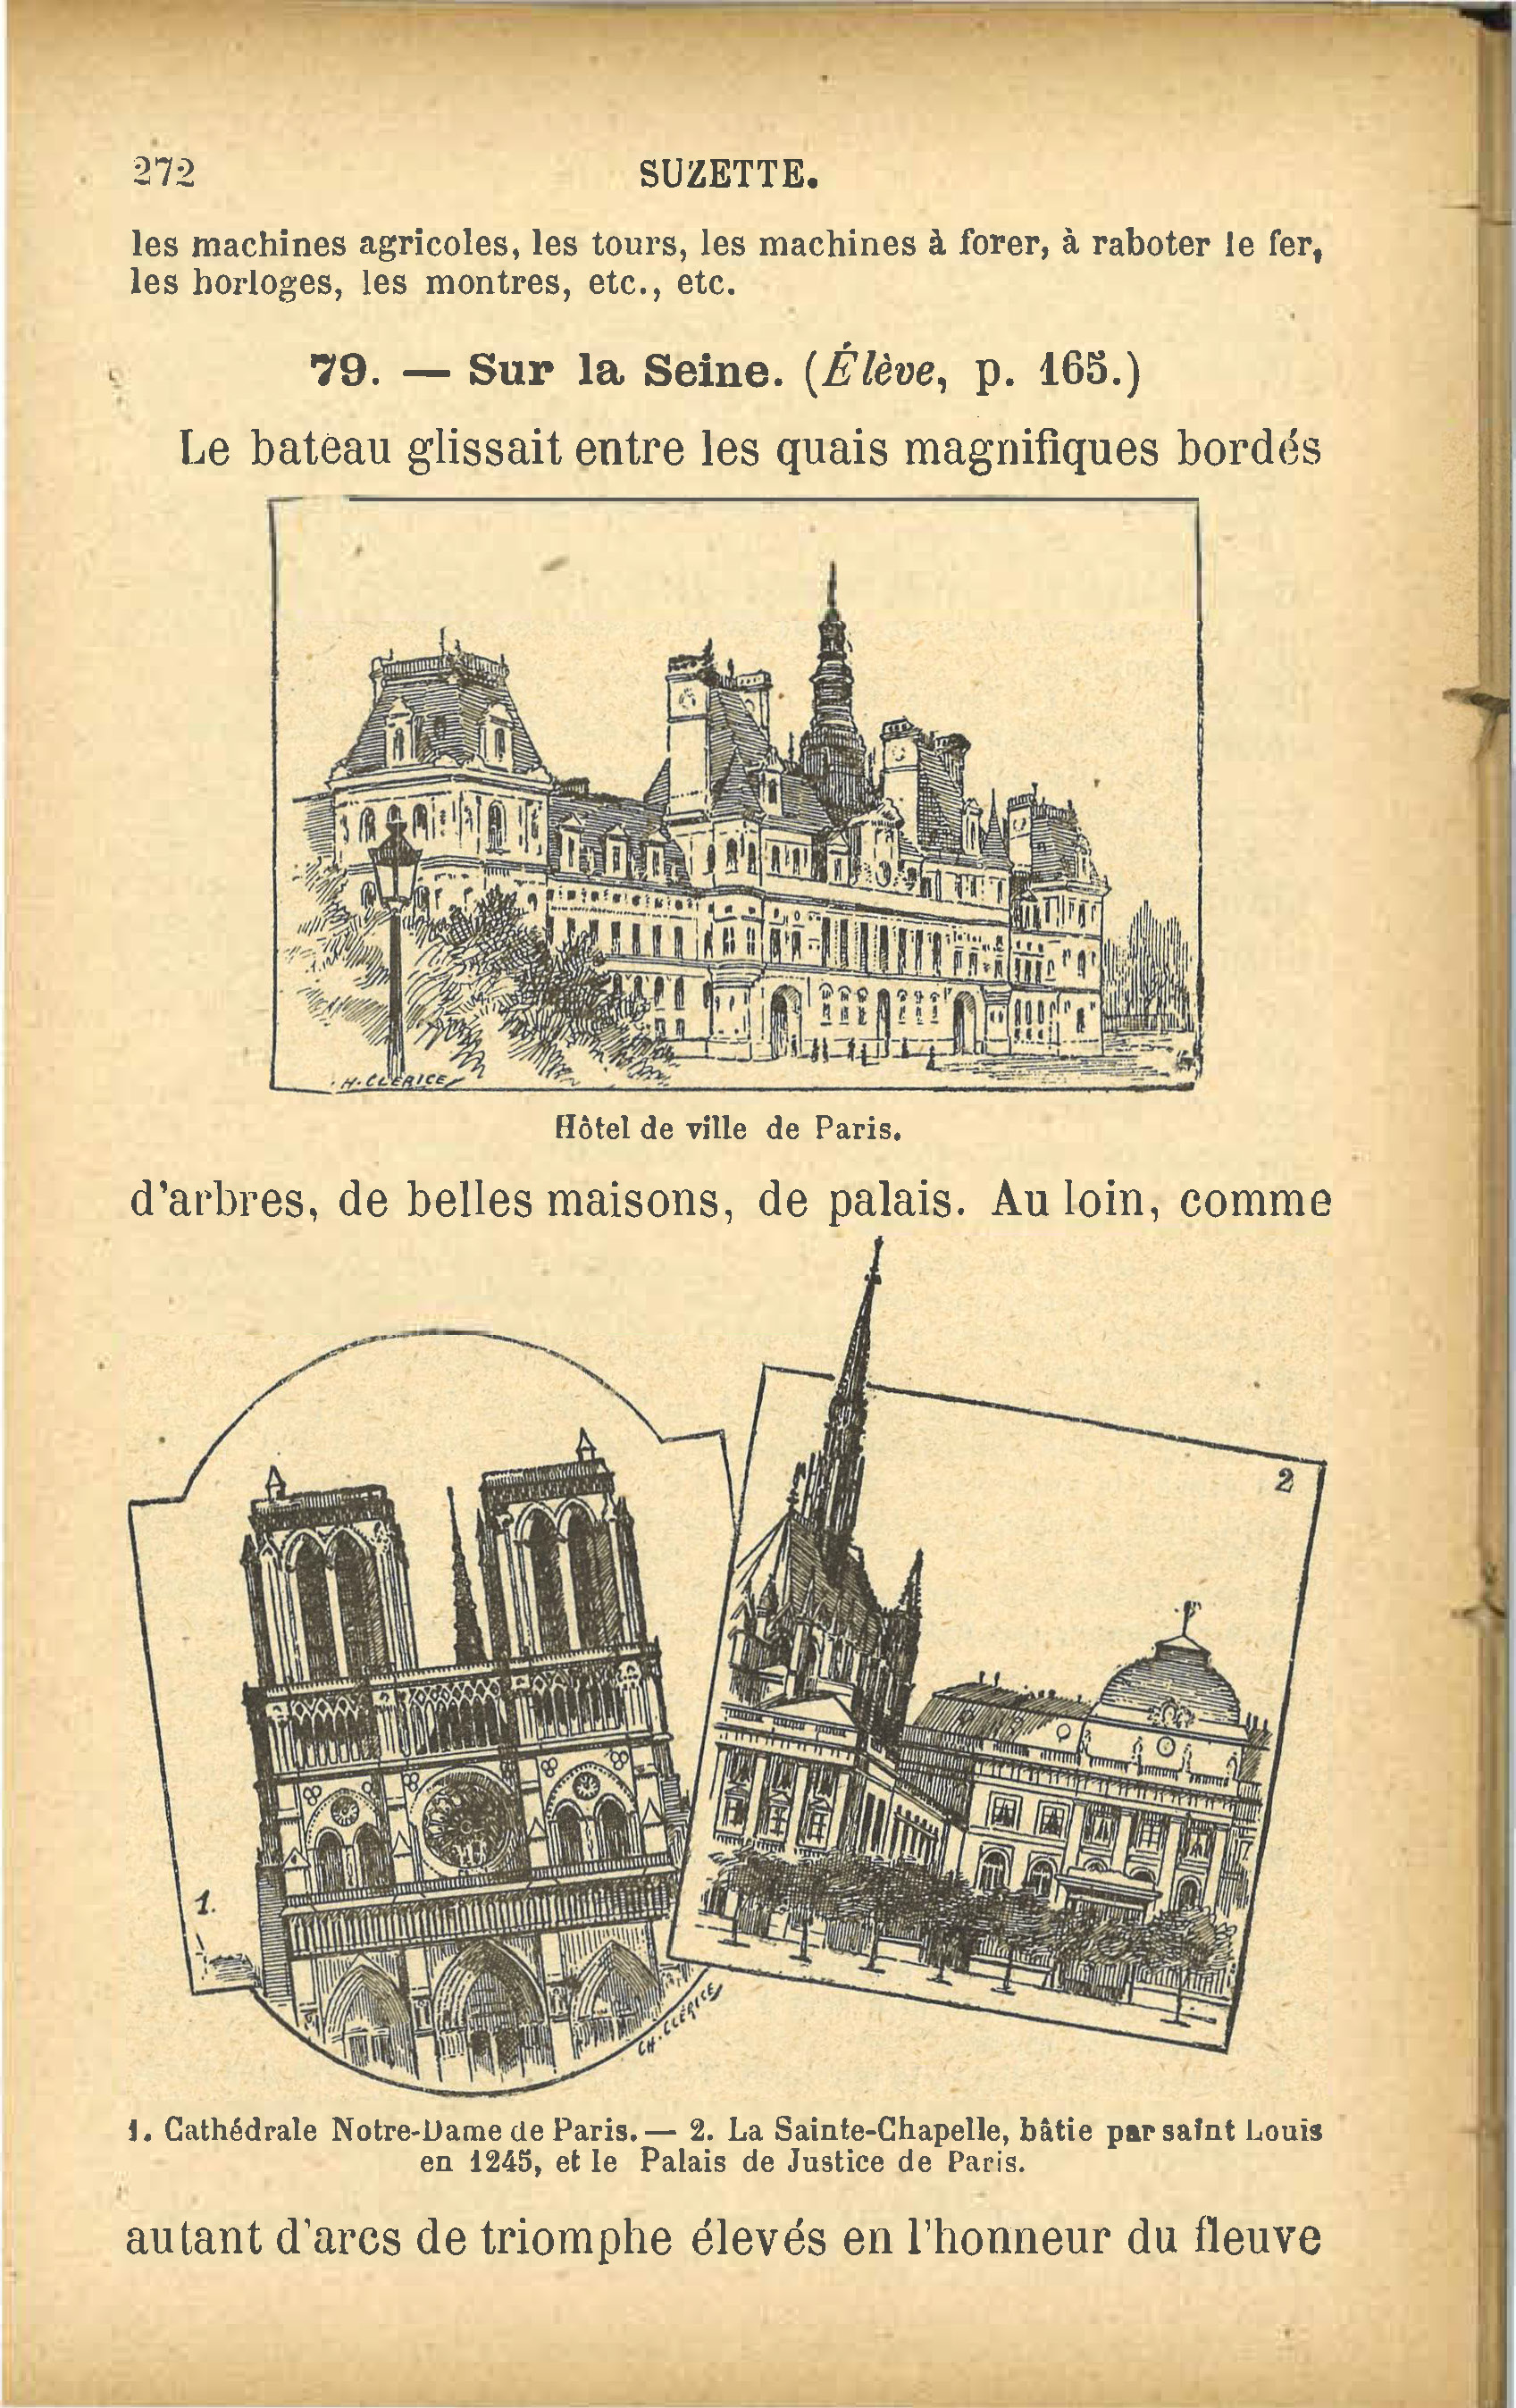 272
SUZETTE.
les machines agricoles, les tours, les machines à forer, à raboter le fer,
les horloges, les montres, etc., etc.
79. — Sur la Seine. (Élève, p. 165.)
Le bateau glissait entre les quais magnifiques bordés
H. CLERICE
Hôtel de ville de Paris.
d'arbres, de belles maisons, de palais. Au loin, comme
2
1.
CH. CLÉRICE
1. Cathédrale Notre-Dame de Paris. — 2. La Sainte-Chapelle, bâtie par saint Louis
en 1245, et le Palais de Justice de Paris.
autant d'arcs de triomphe élevés en l'honneur du fleuve